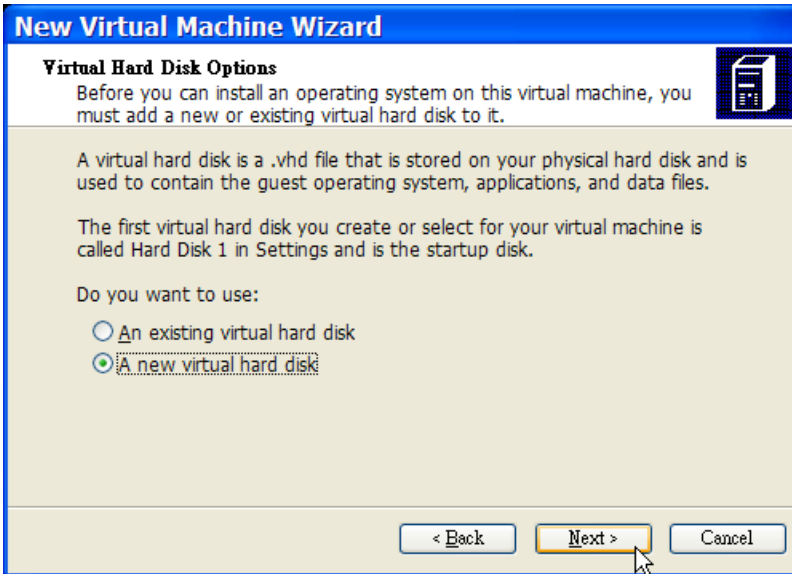 New Virtual Machine Wizard
Virtual Hard Disk Options
Before you can install an operating system on this virtual machine, you
must add a new or existing virtual hard disk to it.
A virtual hard disk is a .vhd file that is stored on your physical hard disk and is
used to contain the guest operating system, applications, and data files.
The first virtual hard disk you create or select for your virtual machine is
called Hard Disk 1 in Settings and is the startup disk.
Do you want to use:
An existing virtual hard disk
A new virtual hard disk
< Back Next > Cancel